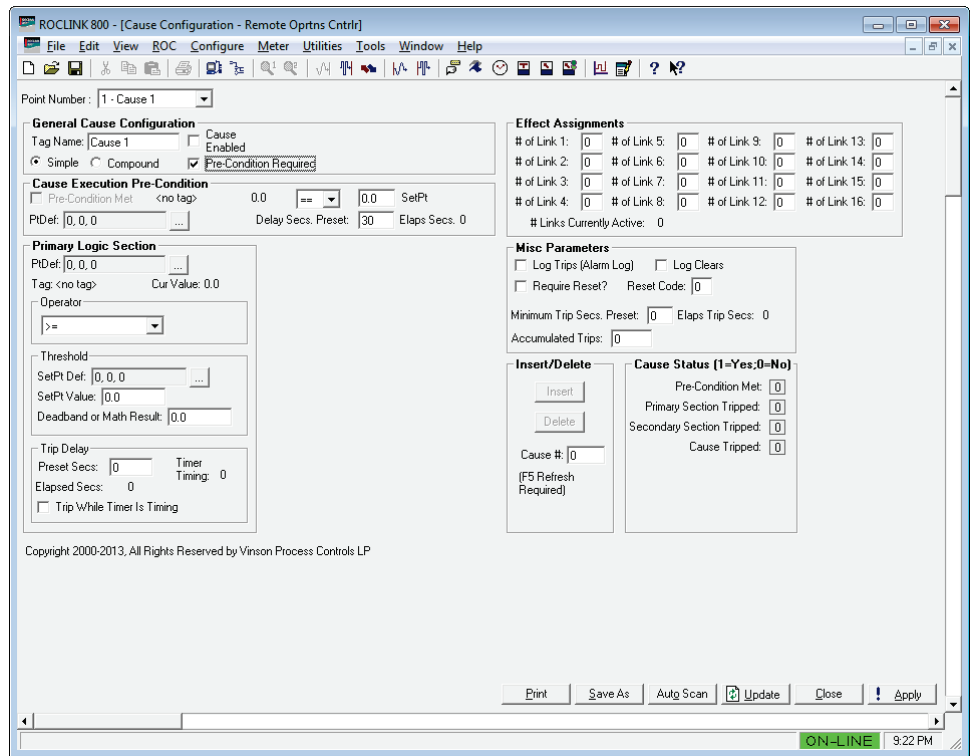 ROCLINK 800 - [Cause Configuration - Remote Oprtns Cntrlr]
File Edit View ROC Configure Meter Utilities Tools Window Help
Point Number : 1 - Cause 1
General Cause Configuration
Tag Name: Cause 1
Cause Enabled
Simple Compound Pre-Condition Required
Cause Execution Pre-Condition
Pre-Condition Met <no tag> 0.0 == 0.0 SetPt
PtDef: 0, 0, 0 ... Delay Secs. Preset: 30 Elaps Secs. 0
Primary Logic Section
PtDef: 0, 0, 0 ...
Tag: <no tag> Cur Value: 0.0
Operator
>=
Threshold
SetPt Def: 0, 0, 0 ...
SetPt Value: 0.0
Deadband or Math Result: 0.0
Trip Delay
Preset Secs: 0 Timer Timing: 0
Elapsed Secs: 0
Trip While Timer Is Timing
Effect Assignments
# of Link 1: 0 # of Link 5: 0 # of Link 9: 0 # of Link 13: 0
# of Link 2: 0 # of Link 6: 0 # of Link 10: 0 # of Link 14: 0
# of Link 3: 0 # of Link 7: 0 # of Link 11: 0 # of Link 15: 0
# of Link 4: 0 # of Link 8: 0 # of Link 12: 0 # of Link 16: 0
# Links Currently Active: 0
Misc Parameters
Log Trips (Alarm Log) Log Clears
Require Reset? Reset Code: 0
Minimum Trip Secs. Preset: 0 Elaps Trip Secs: 0
Accumulated Trips: 0
Insert/Delete
Insert
Delete
Cause #: 0
(F5 Refresh
Required)
Cause Status (1=Yes;0=No)
Pre-Condition Met: 0
Primary Section Tripped: 0
Secondary Section Tripped: 0
Cause Tripped: 0
Copyright 2000-2013, All Rights Reserved by Vinson Process Controls LP
Print Save As Auto Scan Update Close ! Apply
ON-LINE 9:22 PM